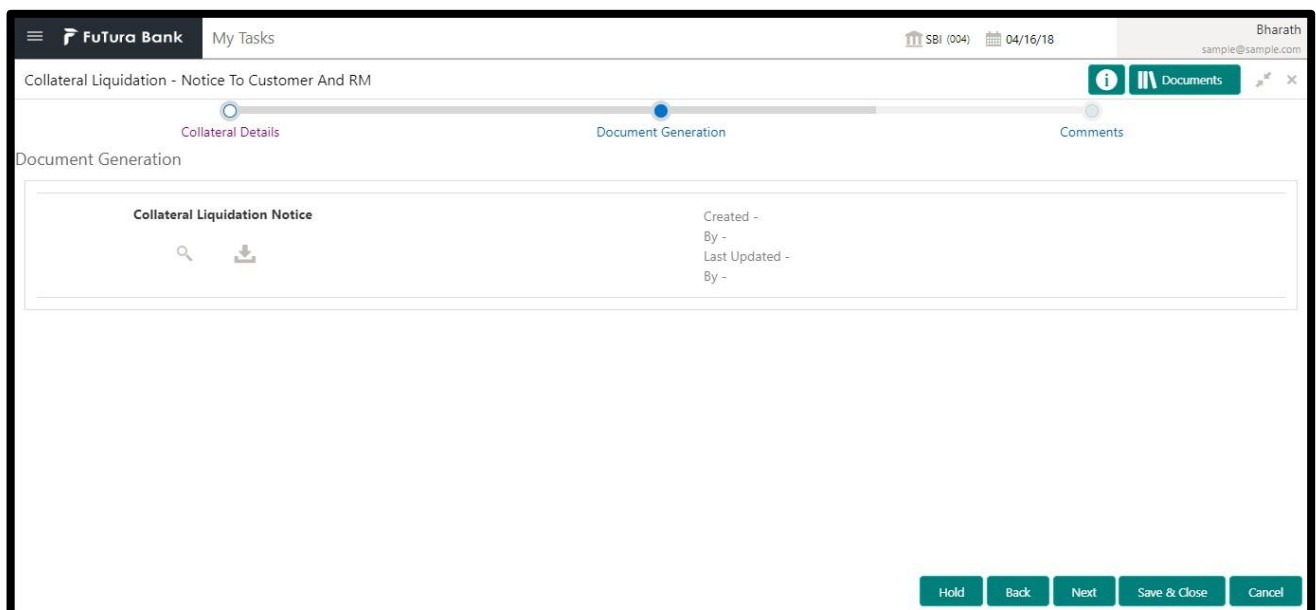 FuTura Bank My Tasks SBI (004) 04/16/18 Bharath
sample@sample.com
Collateral Liquidation - Notice To Customer And RM i Documents
Collateral Details Document Generation Comments
Document Generation
Collateral Liquidation Notice Created -
By -
Last Updated -
By -
Hold Back Next Save & Close Cancel